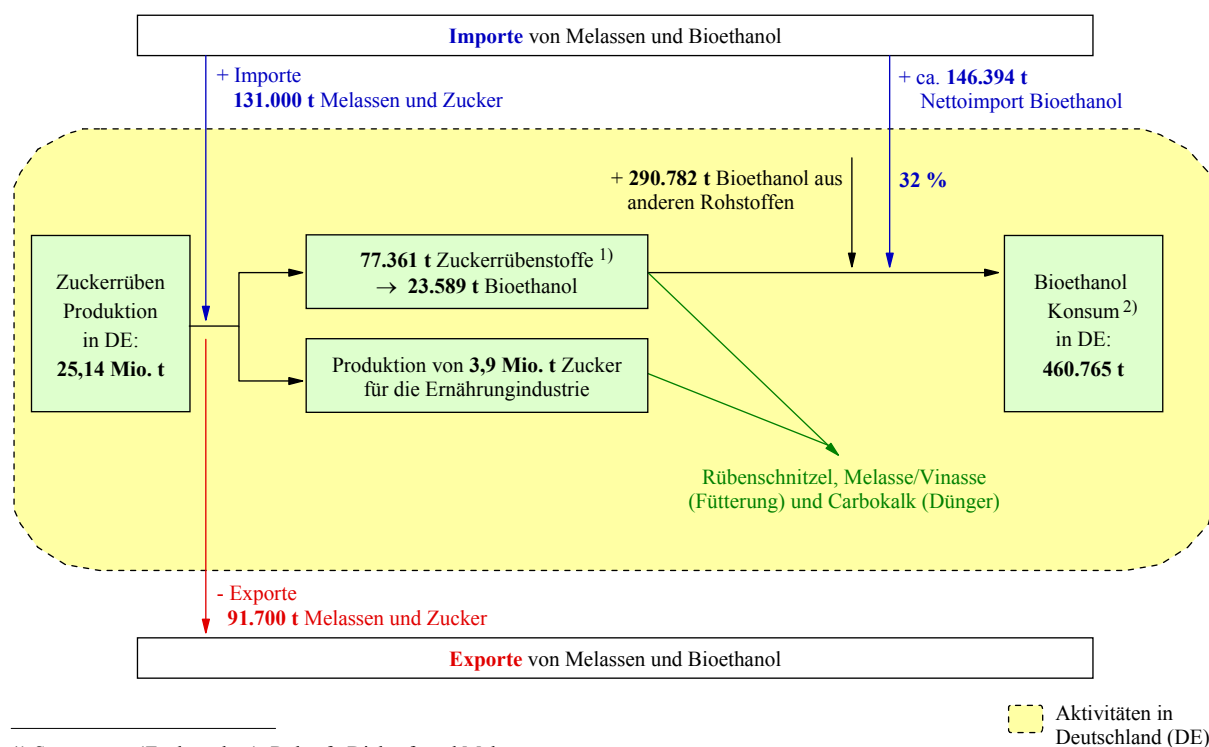 Importe von Melassen und Bioethanol
+ Importe
131.000 t Melassen und Zucker
+ ca. 146.394 t
Nettoimport Bioethanol
+ 290.782 t Bioethanol aus
anderen Rohstoffen
32 %
Zuckerrüben
Produktion
in DE:
25,14 Mio. t
77.361 t Zuckerrübenstoffe 1)
→ 23.589 t Bioethanol
Produktion von 3,9 Mio. t Zucker
für die Ernährungindustrie
Bioethanol
Konsum 2)
in DE:
460.765 t
Rübenschnitzel, Melasse/Vinasse
(Fütterung) und Carbokalk (Dünger)
- Exporte
91.700 t Melassen und Zucker
Exporte von Melassen und Bioethanol
Aktivitäten in
Deutschland (DE)